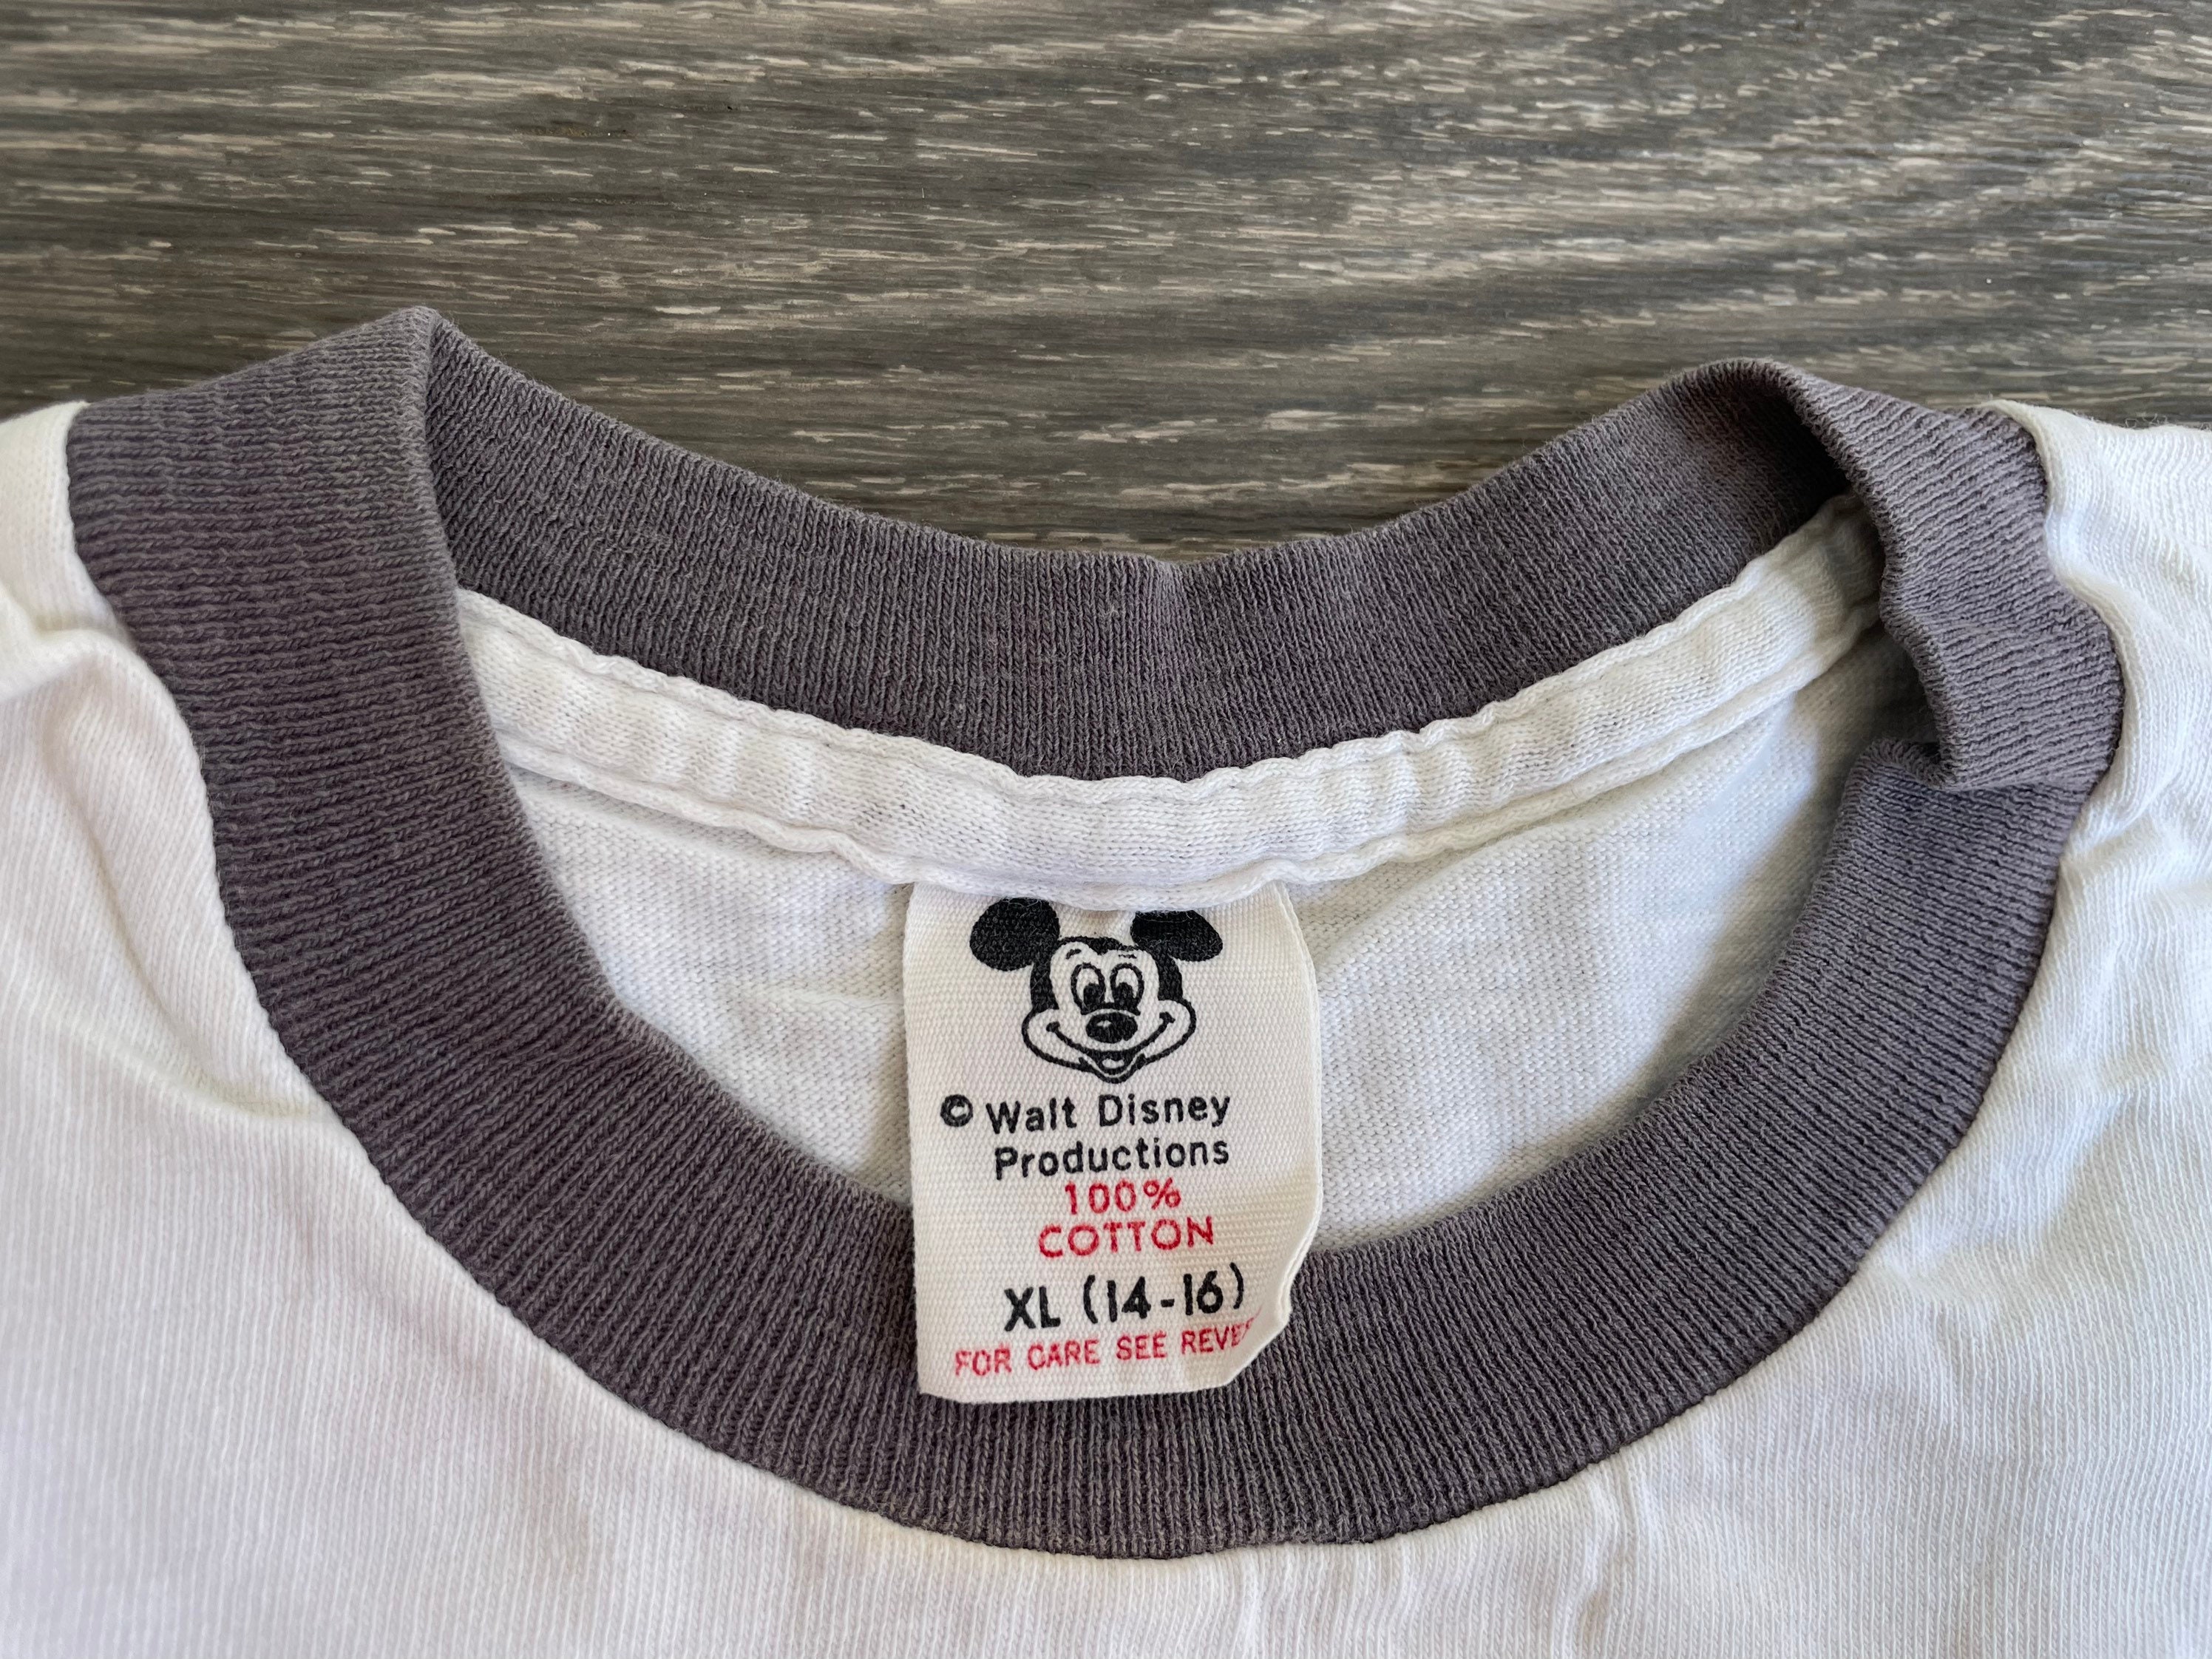 © Walt Disney
Productions
100%
COTTON
XL (14-16)
FOR CARE SEE